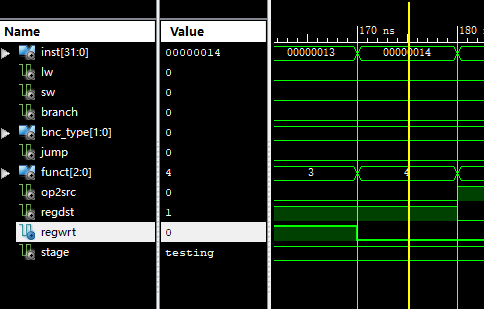 Name Value 170 ns 180 ns
inst[31:0] 00000014 00000013 00000014
lw 0
sw 0
branch 0
bnc_type[1:0] 0
jump 0
funct[2:0] 4 3 4
op2src 0
regdst 1
regwrt 0
stage testing